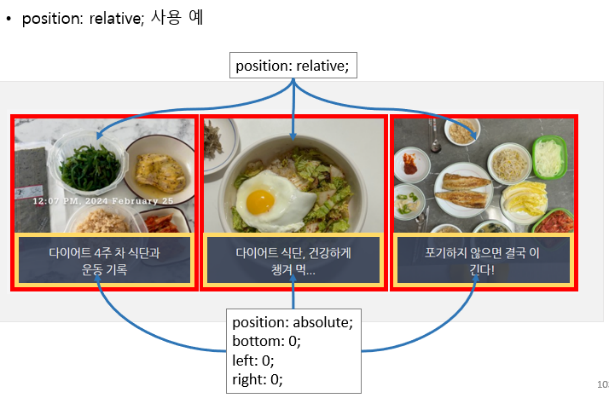 • position: relative; 사용 예
position: relative;
12:07 PM, 2024 February 25
다이어트 4주 차 식단과
운동 기록
다이어트 식단, 건강하게
챙겨 먹...
포기하지 않으면 결국 이
긴다!
position: absolute;
bottom: 0;
left: 0;
right: 0;